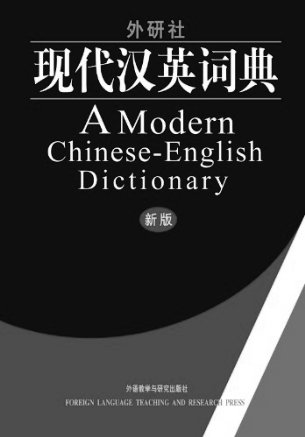 外研社
现代汉英词典
A Modern
Chinese-English
Dictionary
新版
外语教学与研究出版社
FOREIGN LANGUAGE TEACHING AND RESEARCH PRESS